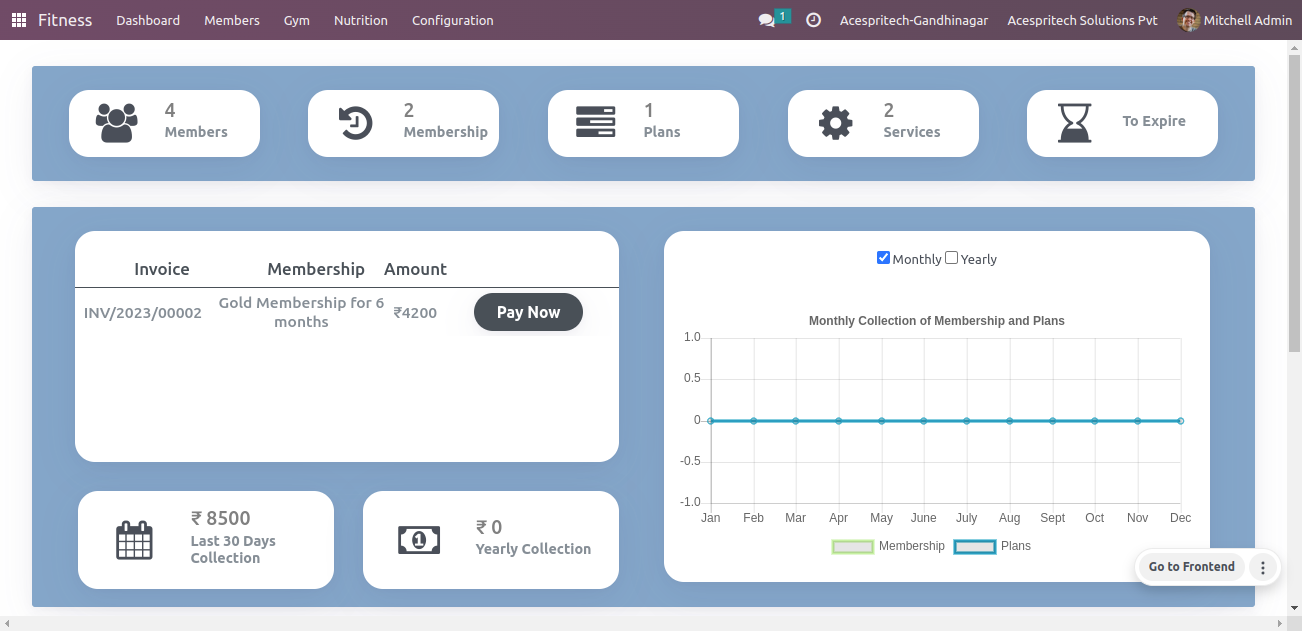 Fitness Dashboard Members Gym Nutrition Configuration 1 Acespritech-Gandhinagar Acespritech Solutions Pvt Mitchell Admin
4
Members
2
Membership
1
Plans
2
Services
To Expire
Invoice Membership Amount
INV/2023/00002 Gold Membership for 6 months ₹4200 Pay Now
₹ 8500
Last 30 Days
Collection
1
₹ 0
Yearly Collection
Monthly Yearly
Monthly Collection of Membership and Plans
1.0
0.5
0
-0.5
-1.0
Jan Feb Mar Apr May June July Aug Sept Oct Nov Dec
Membership Plans
Go to Frontend